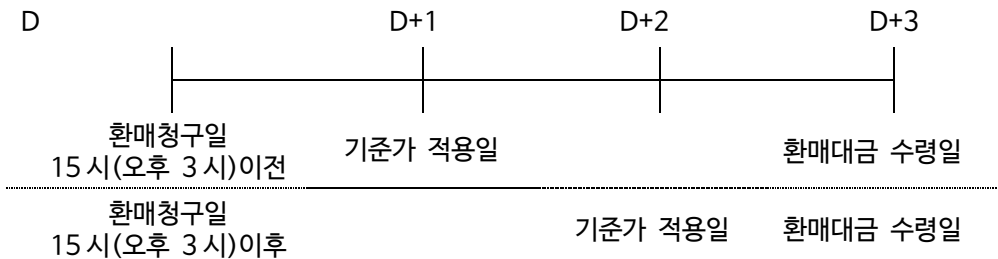 D D+1 D+2 D+3
환매청구일
15시(오후 3시)이전
기준가 적용일
환매대금 수령일
환매청구일
15시(오후 3시)이후
기준가 적용일
환매대금 수령일